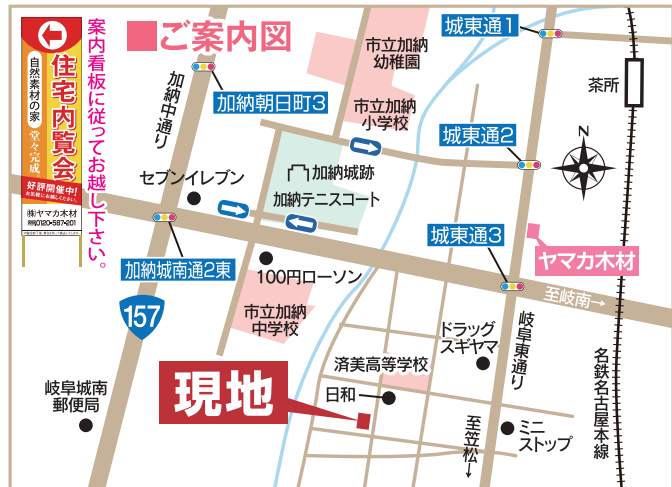 ■ご案内図
案内看板に従ってお越し下さい。
自然素材の家
堂々完成
住宅内覧会
好評開催中!
㈱ヤマカ木材
0120-587-201
加納中通り
加納朝日町3
市立加納
幼稚園
市立加納
小学校
城東通1
城東通2
城東通3
茶所
N
セブンイレブン
加納城跡
加納テニスコート
加納城南通2東
100円ローソン
市立加納
中学校
157
ヤマカ木材
至岐南→
岐阜東通り
名鉄名古屋本線
ドラッグ
スギヤマ
済美高等学校
日和
現地
岐阜城南
郵便局
至笠松→
ミニ
ストップ